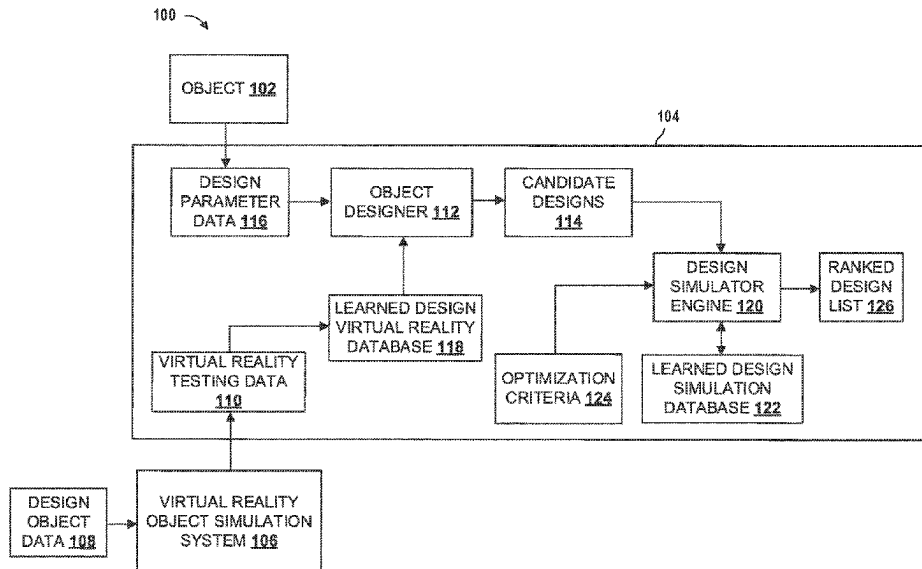 100
OBJECT 102
104
DESIGN
PARAMETER
DATA 116
OBJECT
DESIGNER 112
CANDIDATE
DESIGNS
114
DESIGN
SIMULATOR
ENGINE 120
RANKED
DESIGN
LIST 126
LEARNED DESIGN
VIRTUAL REALITY
DATABASE 118
VIRTUAL REALITY
TESTING DATA
110
OPTIMIZATION
CRITERIA 124
LEARNED DESIGN
SIMULATION
DATABASE 122
DESIGN
OBJECT
DATA 108
VIRTUAL REALITY
OBJECT SIMULATION
SYSTEM 106